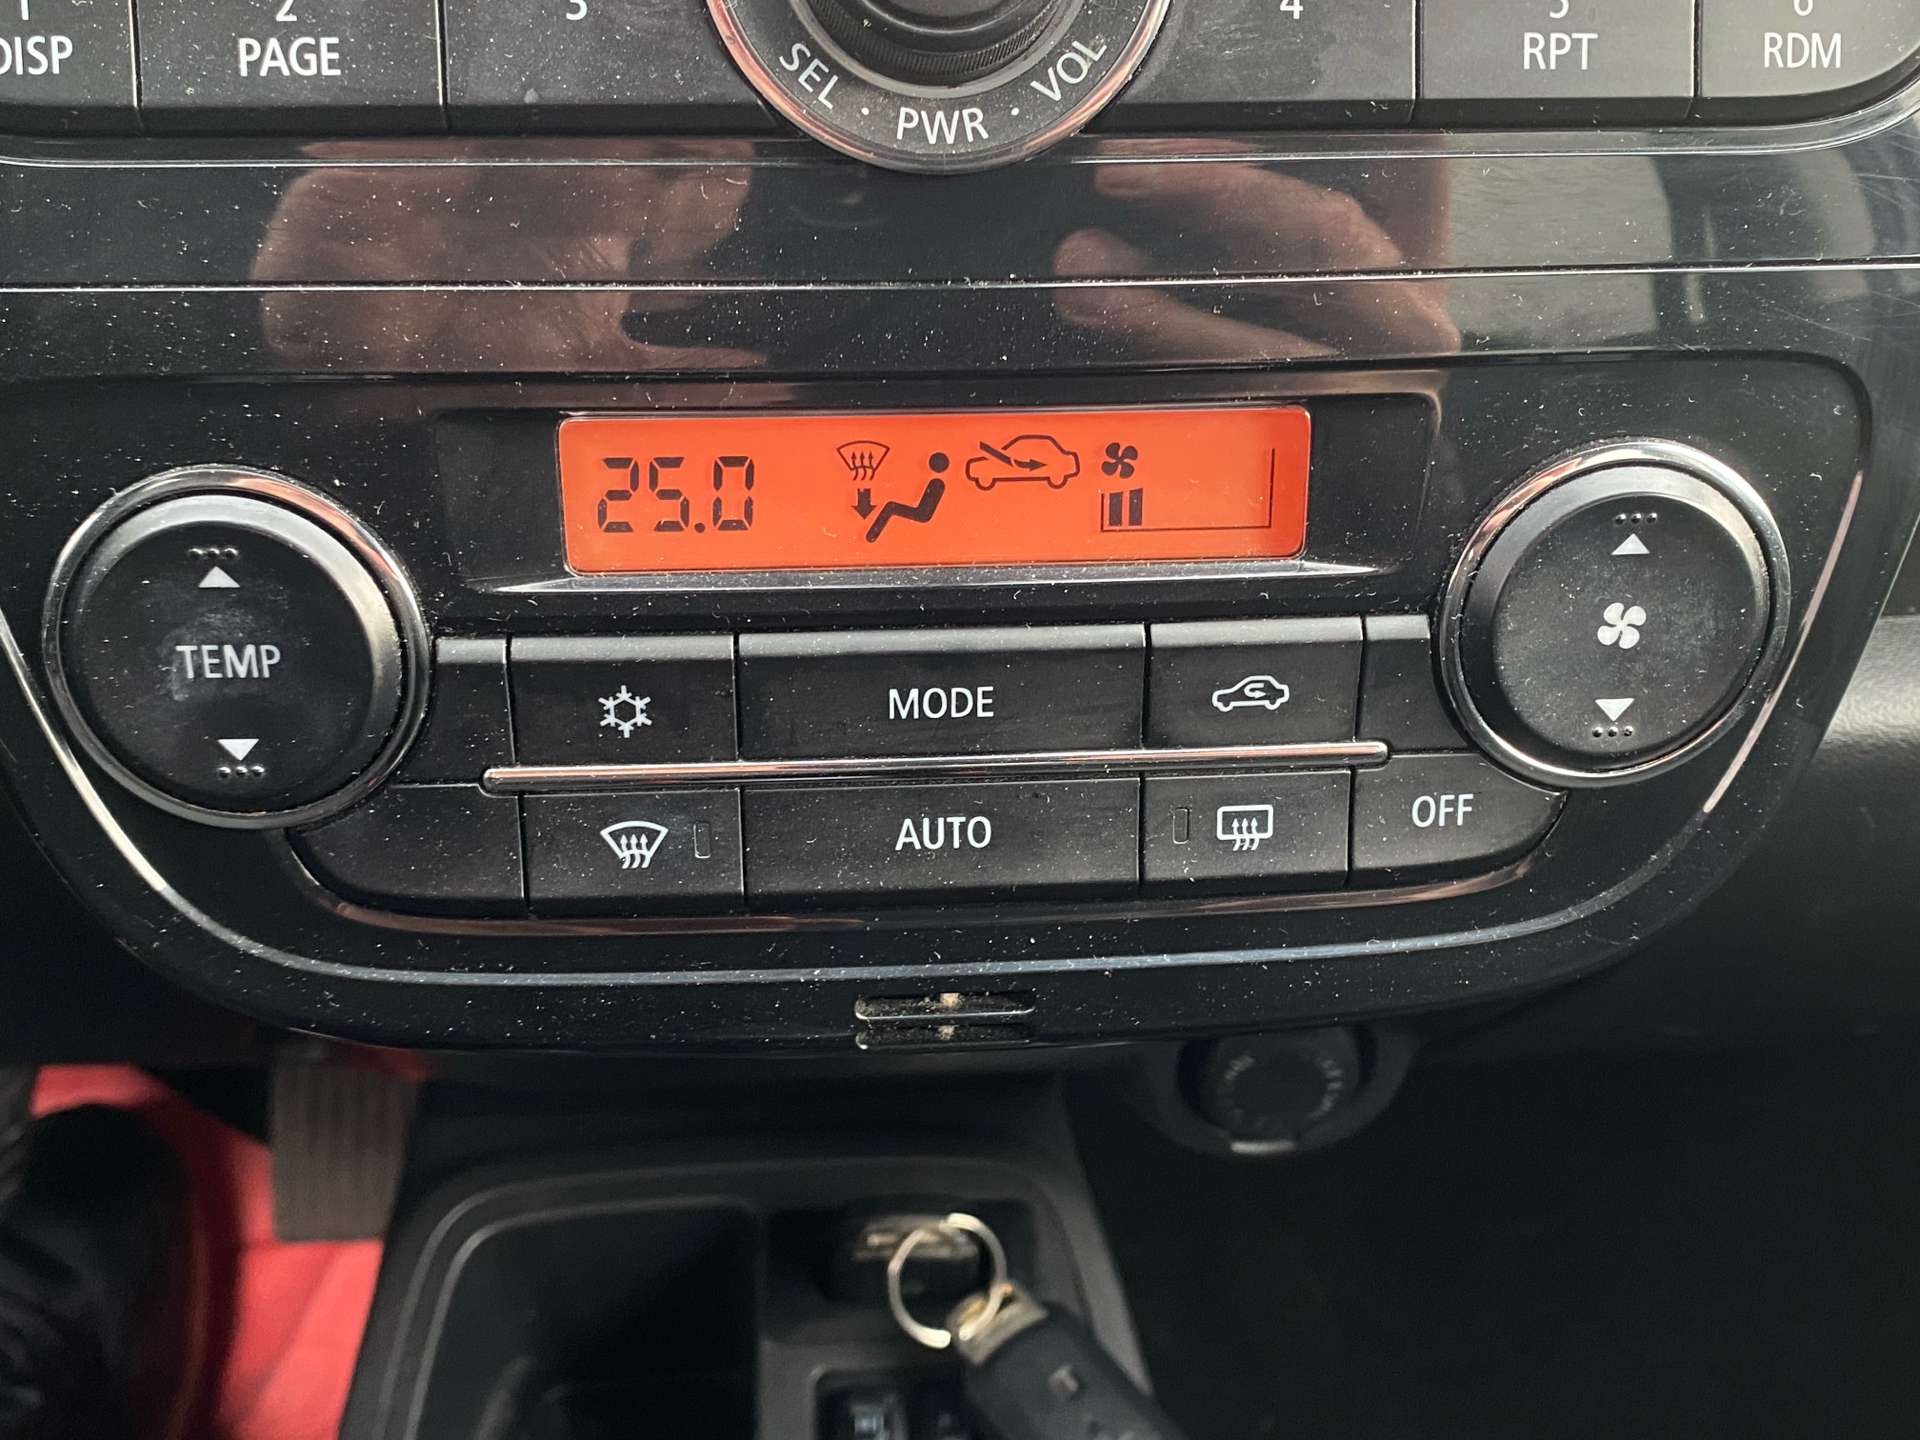 1 2 3 4 5 6
DISP PAGE RPT RDM
SEL · PWR · VOL
25.0
TEMP
MODE
AUTO
OFF